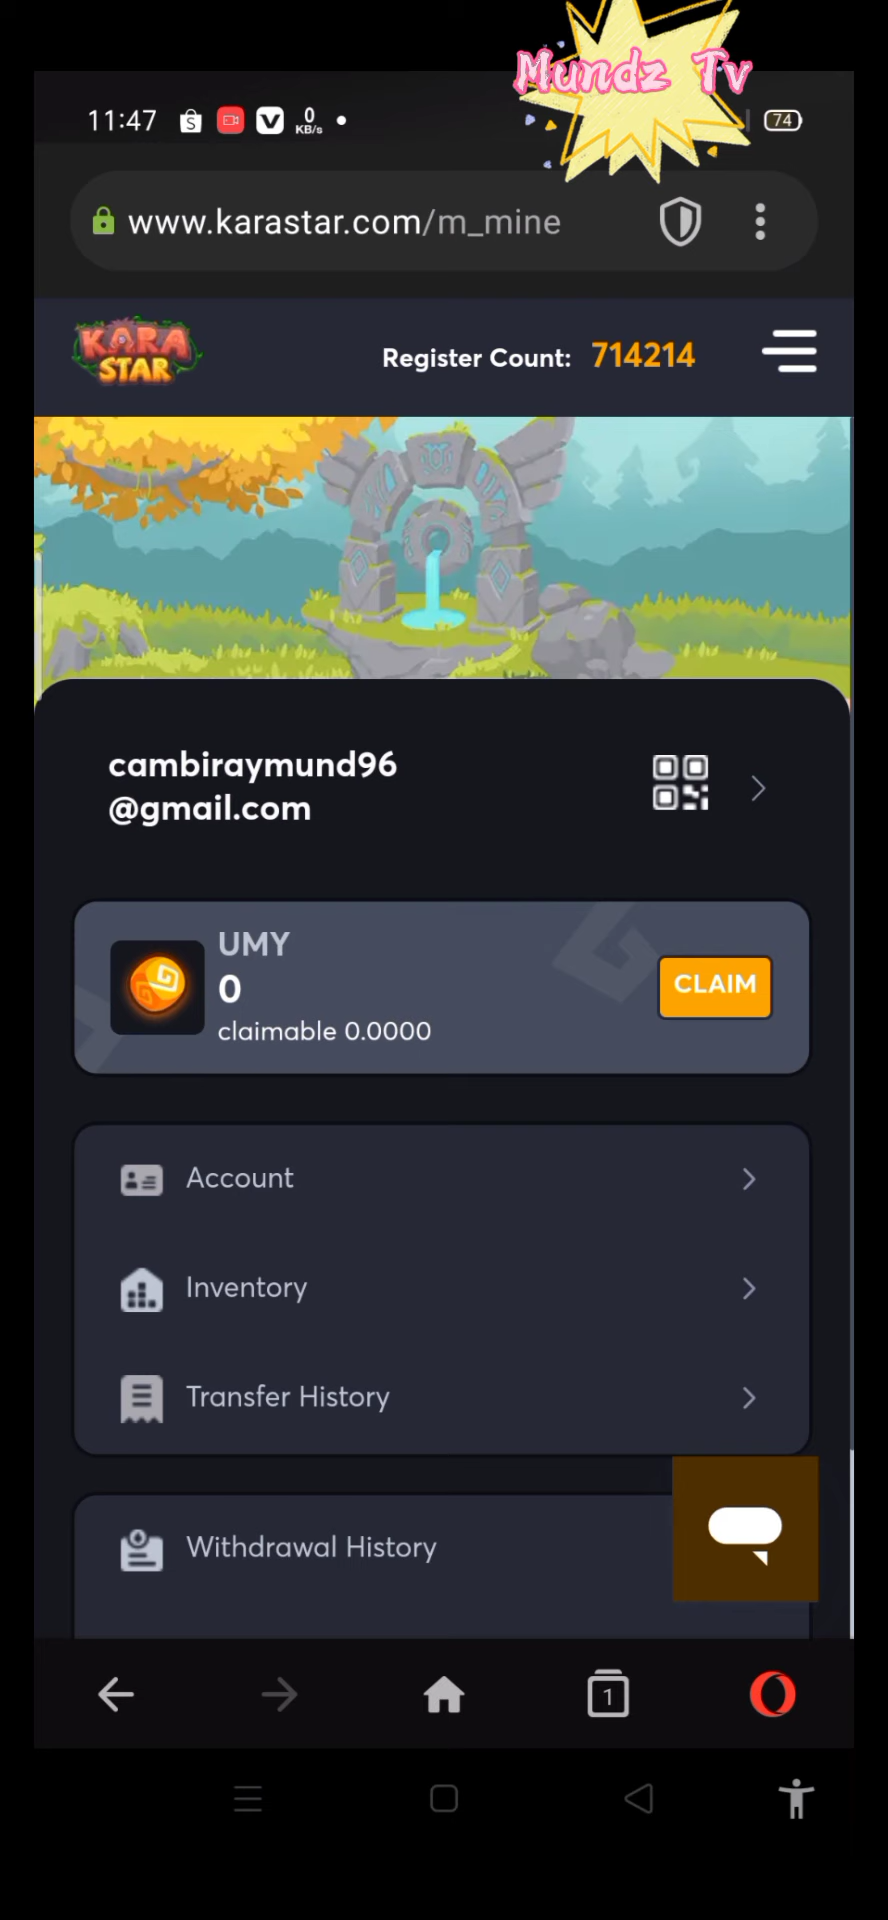 Mundz Tv
11:47
0
KB/s
74
www.karastar.com/m_mine
KARA
STAR
Register Count: 714214
cambiraymund96
@gmail.com
UMY
0
claimable 0.0000
CLAIM
Account
Inventory
Transfer History
Withdrawal History
1